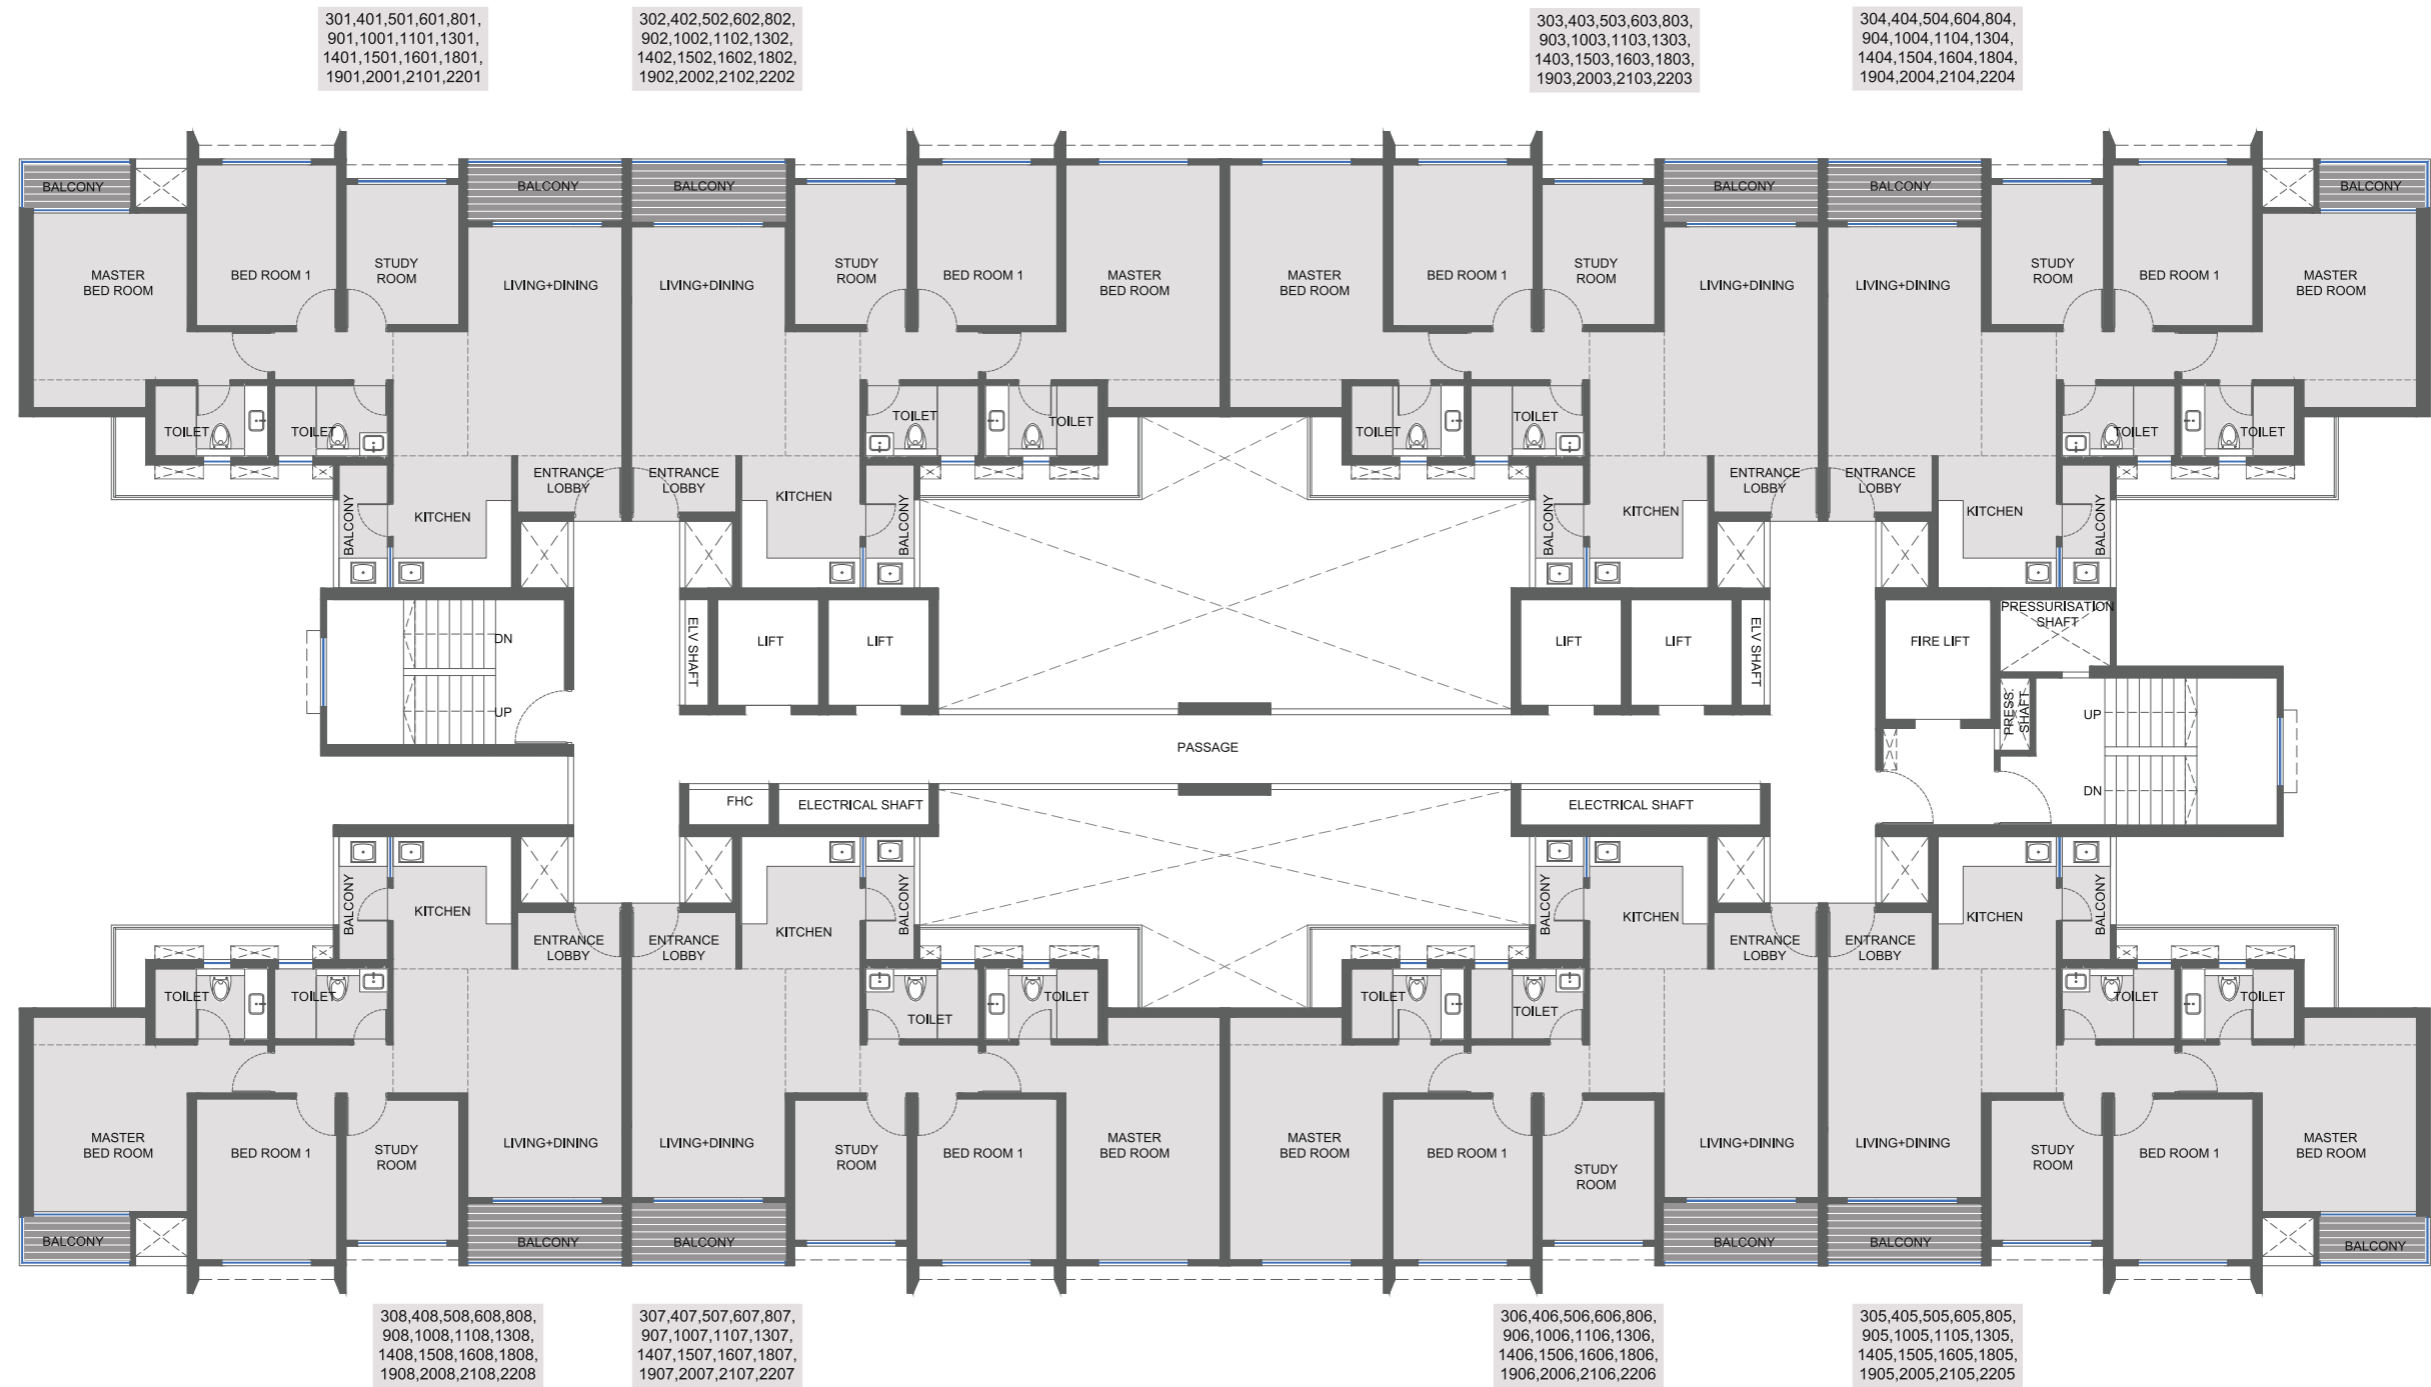 301,401,501,601,801,
901,1001,1101,1301,
1401,1501,1601,1801,
1901,2001,2101,2201
302,402,502,602,802,
902,1002,1102,1302,
1402,1502,1602,1802,
1902,2002,2102,2202
303,403,503,603,803,
903,1003,1103,1303,
1403,1503,1603,1803,
1903,2003,2103,2203
304,404,504,604,804,
904,1004,1104,1304,
1404,1504,1604,1804,
1904,2004,2104,2204
BALCONY
BALCONY
BALCONY
BALCONY
BALCONY
BALCONY
MASTER
BED ROOM
BED ROOM 1
STUDY
ROOM
LIVING+DINING
LIVING+DINING
STUDY
ROOM
BED ROOM 1
MASTER
BED ROOM
MASTER
BED ROOM
BED ROOM 1
STUDY
ROOM
LIVING+DINING
LIVING+DINING
STUDY
ROOM
BED ROOM 1
MASTER
BED ROOM
TOILET
TOILET
TOILET
TOILET
TOILET
TOILET
TOILET
TOILET
ENTRANCE
LOBBY
ENTRANCE
LOBBY
ENTRANCE
LOBBY
ENTRANCE
LOBBY
BALCONY
KITCHEN
KITCHEN
BALCONY
BALCONY
KITCHEN
KITCHEN
BALCONY
DN
UP
ELV SHAFT
LIFT
LIFT
LIFT
LIFT
ELV SHAFT
FIRE LIFT
PRESSURISATION
SHAFT
PRESS.
SHAFT
UP
DN
PASSAGE
FHC
ELECTRICAL SHAFT
ELECTRICAL SHAFT
BALCONY
KITCHEN
KITCHEN
BALCONY
BALCONY
KITCHEN
KITCHEN
BALCONY
ENTRANCE
LOBBY
ENTRANCE
LOBBY
ENTRANCE
LOBBY
ENTRANCE
LOBBY
TOILET
TOILET
TOILET
TOILET
TOILET
TOILET
TOILET
TOILET
MASTER
BED ROOM
BED ROOM 1
STUDY
ROOM
LIVING+DINING
LIVING+DINING
STUDY
ROOM
BED ROOM 1
MASTER
BED ROOM
MASTER
BED ROOM
BED ROOM 1
STUDY
ROOM
LIVING+DINING
LIVING+DINING
STUDY
ROOM
BED ROOM 1
MASTER
BED ROOM
BALCONY
BALCONY
BALCONY
BALCONY
BALCONY
BALCONY
308,408,508,608,808,
908,1008,1108,1308,
1408,1508,1608,1808,
1908,2008,2108,2208
307,407,507,607,807,
907,1007,1107,1307,
1407,1507,1607,1807,
1907,2007,2107,2207
306,406,506,606,806,
906,1006,1106,1306,
1406,1506,1606,1806,
1906,2006,2106,2206
305,405,505,605,805,
905,1005,1105,1305,
1405,1505,1605,1805,
1905,2005,2105,2205